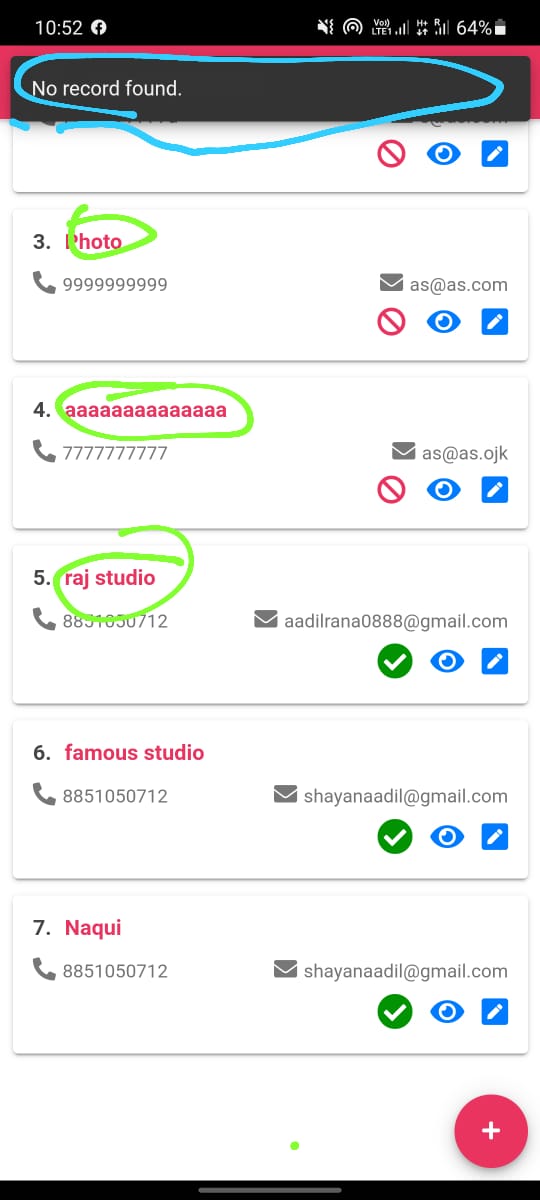 10:52 Vo)) LTE1 H+ R 64%
No record found.
3. Photo
9999999999 as@as.com
4. aaaaaaaaaaaaaa
7777777777 as@as.ojk
5. raj studio
8851050712 aadilrana0888@gmail.com
6. famous studio
8851050712 shayanaadil@gmail.com
7. Naqui
8851050712 shayanaadil@gmail.com
+